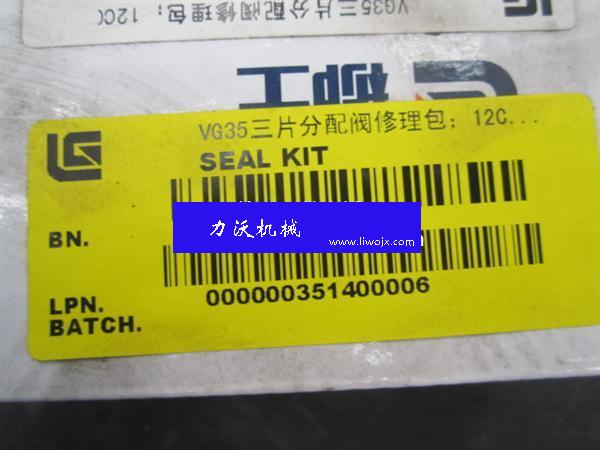 VG35三片分配阀修理包；12C(
柳工
VG35三片分配阀修理包；12C...
SEAL KIT
BN.
力沃机械
www.liwojx.com
LPN.
000000351400006
BATCH.